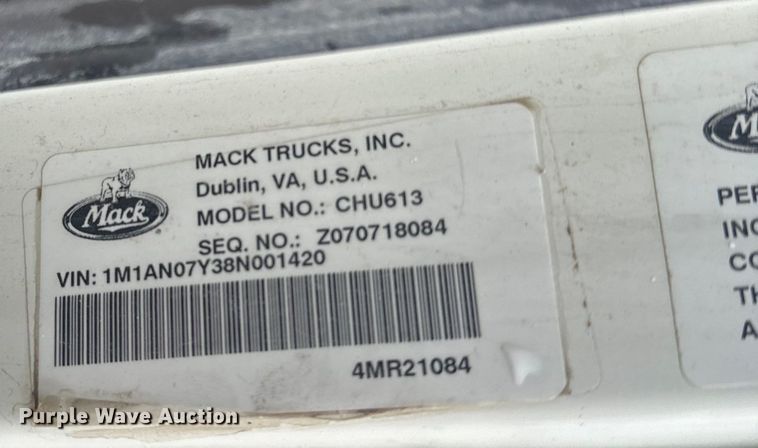 MACK TRUCKS, INC.
Dublin, VA, U.S.A.
Mack
MODEL NO.: CHU613
SEQ. NO.: Z070718084
VIN: 1M1AN07Y38N001420
4MR21084
M
PER
INC
CO
TH
A
Purple Wave Auction